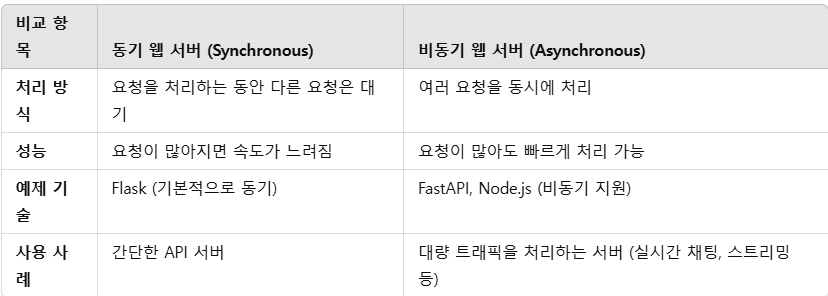 비교 항
목
동기 웹 서버 (Synchronous)
비동기 웹 서버 (Asynchronous)
처리 방
식
요청을 처리하는 동안 다른 요청은 대
기
여러 요청을 동시에 처리
성능
요청이 많아지면 속도가 느려짐
요청이 많아도 빠르게 처리 가능
예제 기
술
Flask (기본적으로 동기)
FastAPI, Node.js (비동기 지원)
사용 사
례
간단한 API 서버
대량 트래픽을 처리하는 서버 (실시간 채팅, 스트리밍
등)